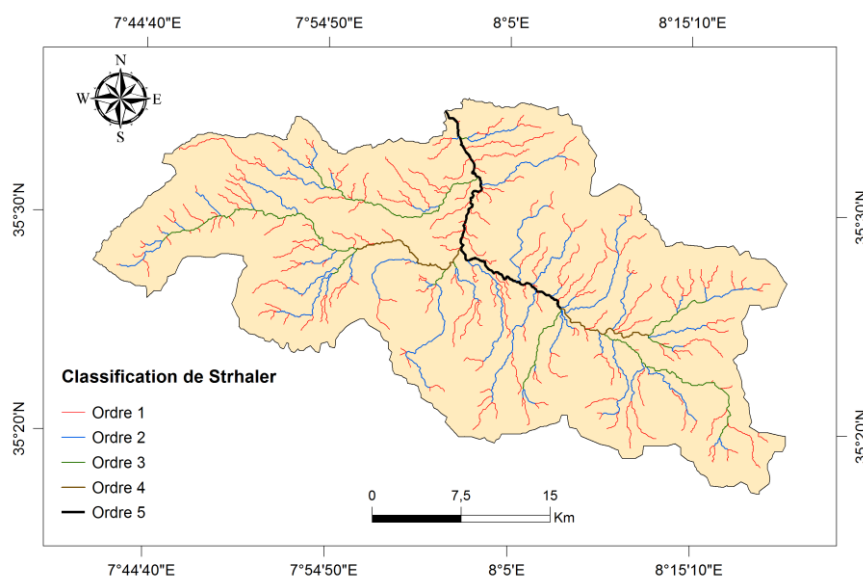 7°44'40"E 7°54'50"E 8°5'E 8°15'10"E
N
W E
S
35°30'N
35°30'N
Classification de Strhaler
Ordre 1
Ordre 2
Ordre 3
Ordre 4
Ordre 5
35°20'N
35°20'N
0 7,5 15
Km
7°44'40"E 7°54'50"E 8°5'E 8°15'10"E